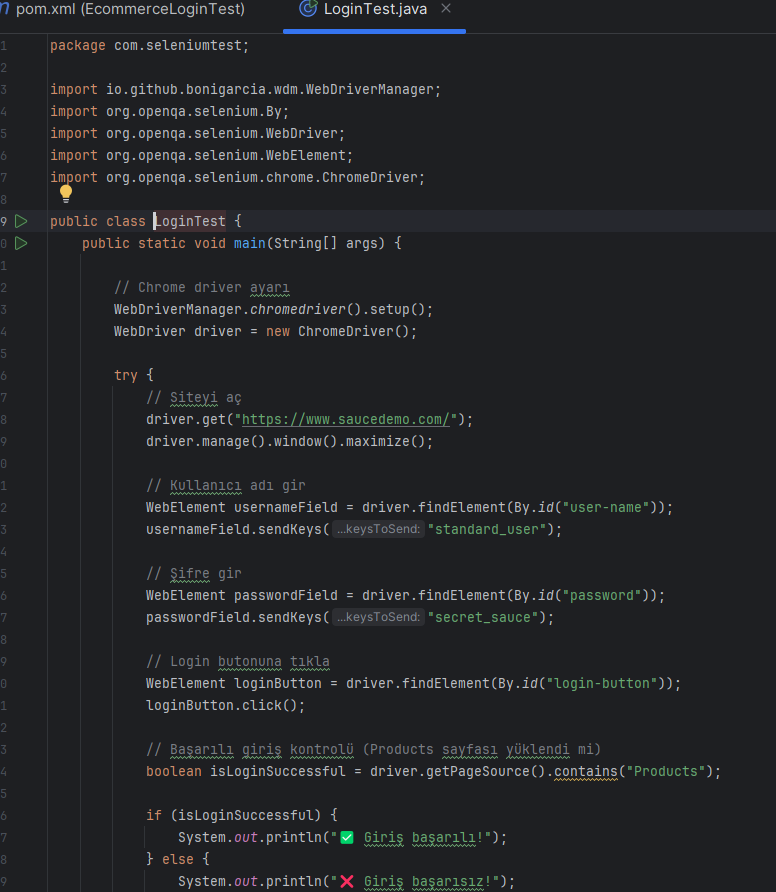 pom.xml (EcommerceLoginTest)
LoginTest.java
1 package com.seleniumtest;
2
3 import io.github.bonigarcia.wdm.WebDriverManager;
4 import org.openqa.selenium.By;
5 import org.openqa.selenium.WebDriver;
6 import org.openqa.selenium.WebElement;
7 import org.openqa.selenium.chrome.ChromeDriver;
8
9 public class LoginTest {
0 public static void main(String[] args) {
1
2 // Chrome driver ayarı
3 WebDriverManager.chromedriver().setup();
4 WebDriver driver = new ChromeDriver();
5
6 try {
7 // Siteyi aç
8 driver.get("https://www.saucedemo.com/");
9 driver.manage().window().maximize();
0
1 // Kullanıcı adı gir
2 WebElement usernameField = driver.findElement(By.id("user-name"));
3 usernameField.sendKeys( ...keysToSend: "standard_user");
4
5 // Şifre gir
6 WebElement passwordField = driver.findElement(By.id("password"));
7 passwordField.sendKeys( ...keysToSend: "secret_sauce");
8
9 // Login butonuna tıkla
0 WebElement loginButton = driver.findElement(By.id("login-button"));
1 loginButton.click();
2
3 // Başarılı giriş kontrolü (Products sayfası yüklendi mi)
4 boolean isLoginSuccessful = driver.getPageSource().contains("Products");
5
6 if (isLoginSuccessful) {
7 System.out.println("✅ Giriş başarılı!");
8 } else {
9 System.out.println("❌ Giriş başarısız!");